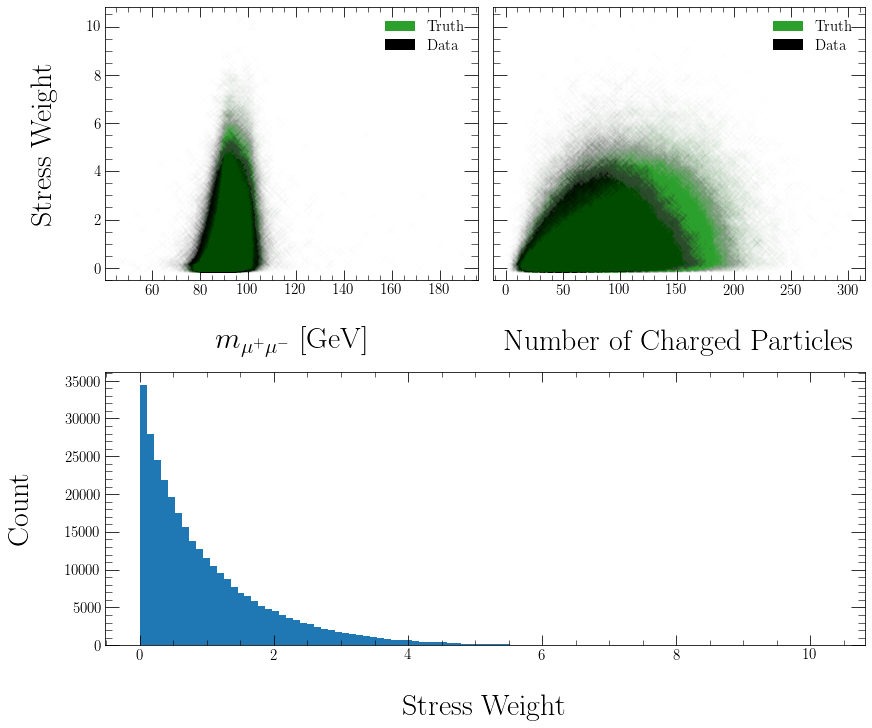 Stress Weight
10
8
6
4
2
0
Truth
Data
60 80 100 120 140 160 180
m_{μ^+μ^-} [GeV]
Truth
Data
0 50 100 150 200 250 300
Number of Charged Particles
Count
35000
30000
25000
20000
15000
10000
5000
0
0 2 4 6 8 10
Stress Weight